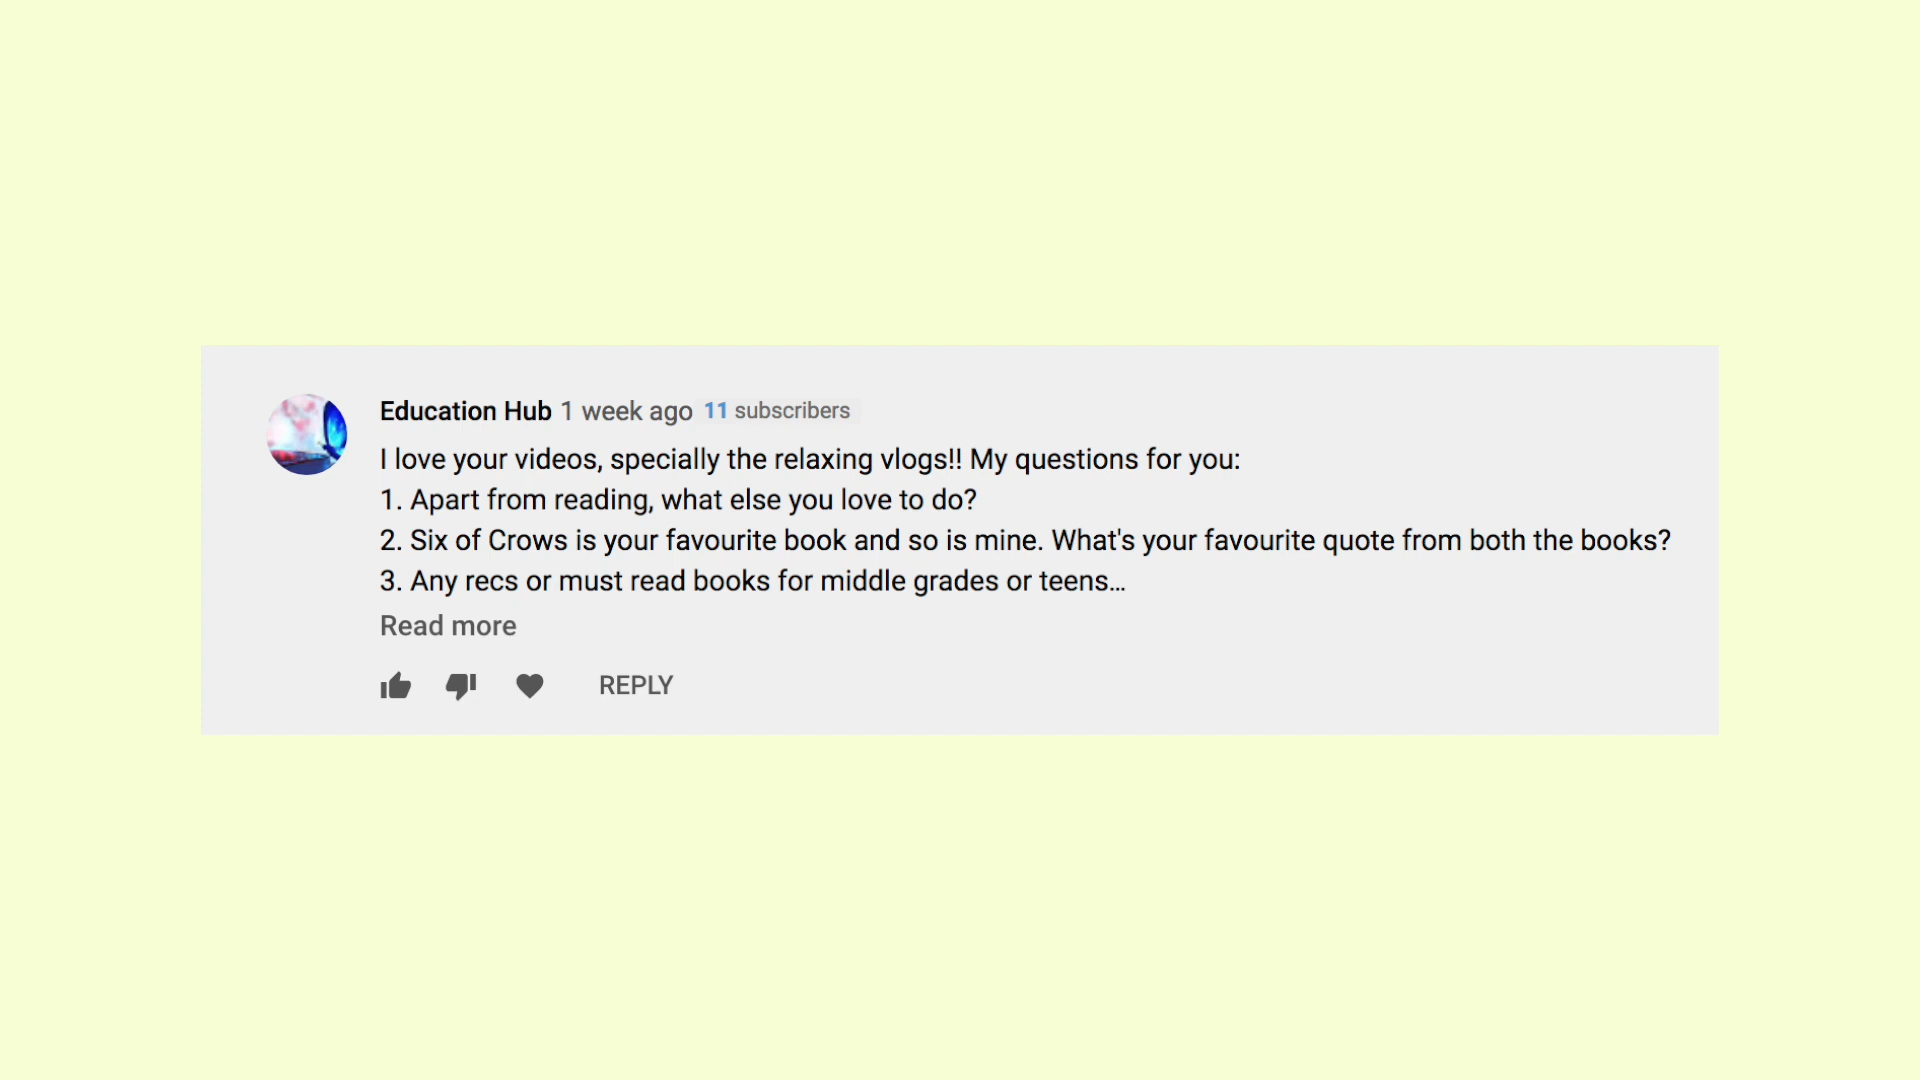 Education Hub 1 week ago 11 subscribers
I love your videos, specially the relaxing vlogs!! My questions for you:
1. Apart from reading, what else you love to do?
2. Six of Crows is your favourite book and so is mine. What's your favourite quote from both the books?
3. Any recs or must read books for middle grades or teens…
Read more
REPLY